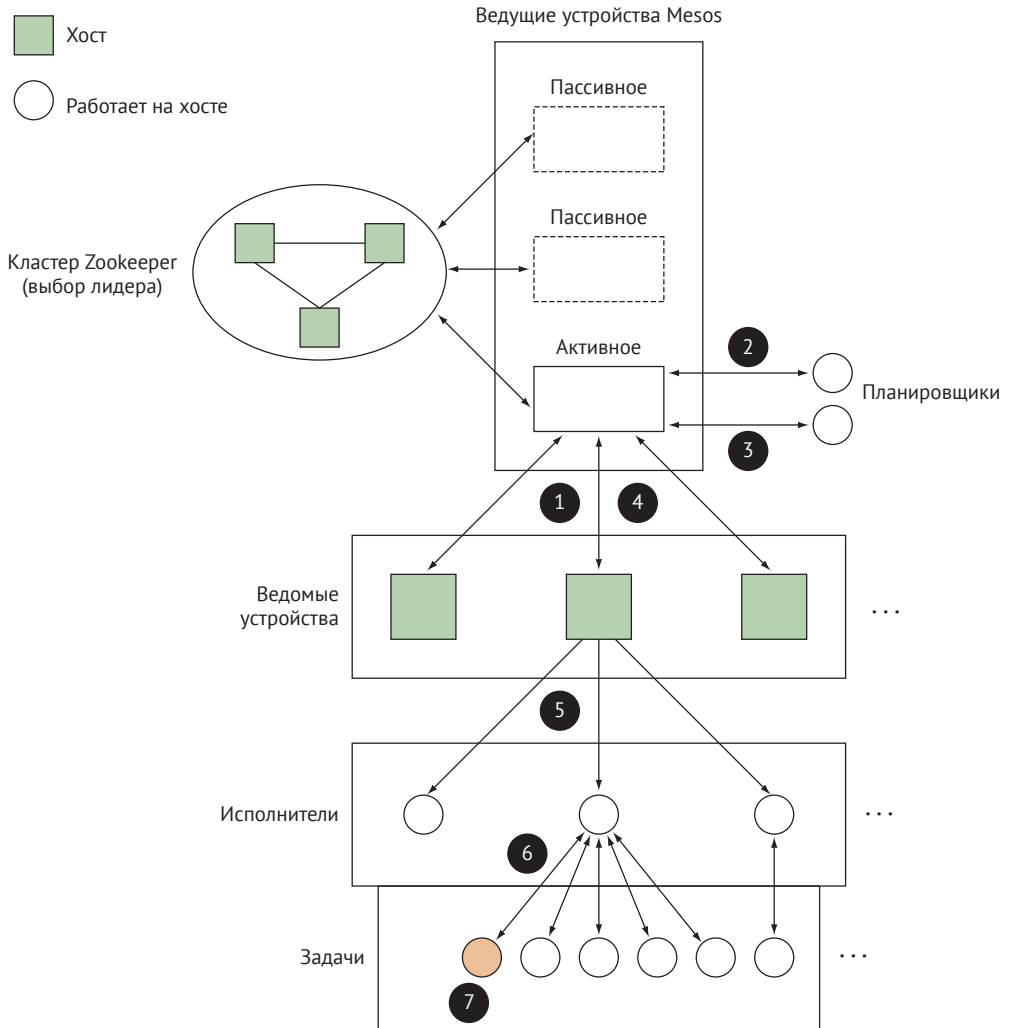 Ведущие устройства Mesos
Хост
Работает на хосте
Пассивное
Пассивное
Кластер Zookeeper
(выбор лидера)
Активное
2
Планировщики
3
1
4
Ведомые
устройства
...
5
Исполнители
...
6
Задачи
...
7